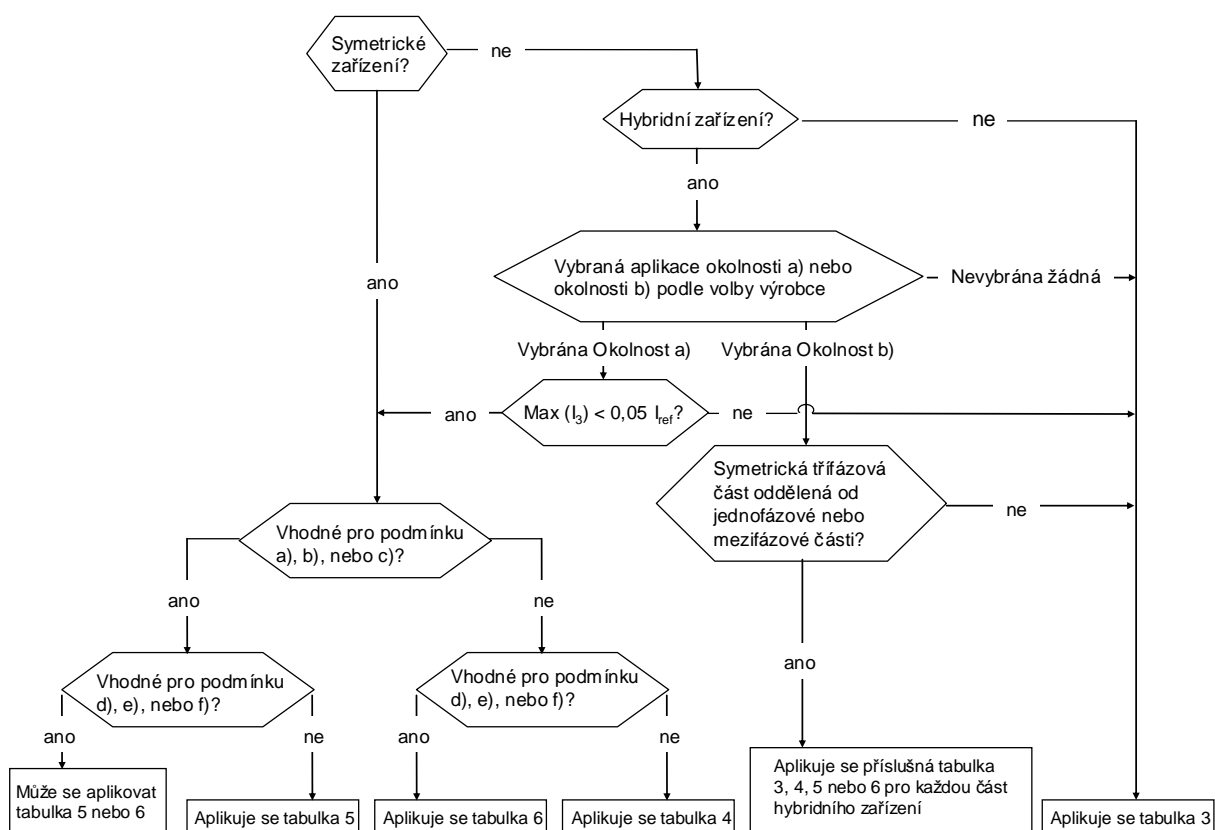 Symetrické
zařízení?
ne
Hybridní zařízení?
ne
ano
ano
Vybraná aplikace okolnosti a) nebo
okolnosti b) podle volby výrobce
Nevybrána žádná
Vybrána Okolnost a)
Vybrána Okolnost b)
ano
Max (I3) < 0,05 Iref?
ne
Symetrická třífázová
část oddělená od
jednofázové nebo
mezifázové části?
ne
Vhodné pro podmínku
a), b), nebo c)?
ano
ne
ano
Vhodné pro podmínku
d), e), nebo f)?
Vhodné pro podmínku
d), e), nebo f)?
ano
ne
ano
ne
Může se aplikovat
tabulka 5 nebo 6
Aplikuje se tabulka 5
Aplikuje se tabulka 6
Aplikuje se tabulka 4
Aplikuje se příslušná tabulka
3, 4, 5 nebo 6 pro každou část
hybridního zařízení
Aplikuje se tabulka 3